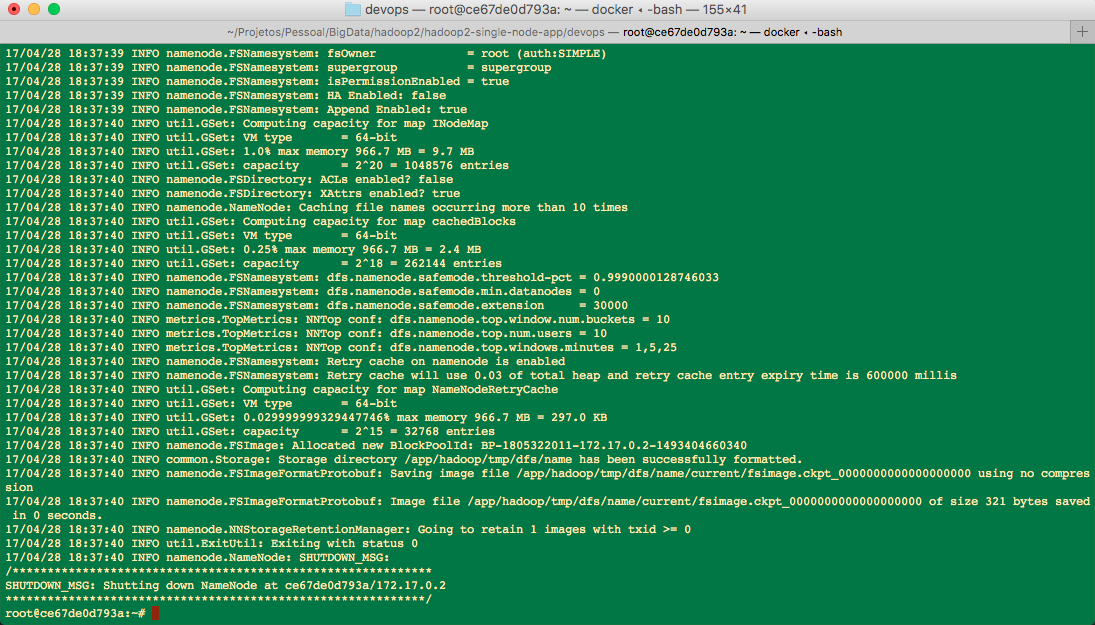 devops — root@ce67de0d793a: ~ — docker ◂ -bash — 155×41
~/Projetos/Pessoal/BigData/hadoop2/hadoop2-single-node-app/devops — root@ce67de0d793a: ~ — docker ◂ -bash
17/04/28 18:37:39 INFO namenode.FSNamesystem: fsOwner             = root (auth:SIMPLE)
17/04/28 18:37:39 INFO namenode.FSNamesystem: supergroup          = supergroup
17/04/28 18:37:39 INFO namenode.FSNamesystem: isPermissionEnabled = true
17/04/28 18:37:39 INFO namenode.FSNamesystem: HA Enabled: false
17/04/28 18:37:39 INFO namenode.FSNamesystem: Append Enabled: true
17/04/28 18:37:40 INFO util.GSet: Computing capacity for map INodeMap
17/04/28 18:37:40 INFO util.GSet: VM type       = 64-bit
17/04/28 18:37:40 INFO util.GSet: 1.0% max memory 966.7 MB = 9.7 MB
17/04/28 18:37:40 INFO util.GSet: capacity      = 2^20 = 1048576 entries
17/04/28 18:37:40 INFO namenode.FSDirectory: ACLs enabled? false
17/04/28 18:37:40 INFO namenode.FSDirectory: XAttrs enabled? true
17/04/28 18:37:40 INFO namenode.NameNode: Caching file names occurring more than 10 times
17/04/28 18:37:40 INFO util.GSet: Computing capacity for map cachedBlocks
17/04/28 18:37:40 INFO util.GSet: VM type       = 64-bit
17/04/28 18:37:40 INFO util.GSet: 0.25% max memory 966.7 MB = 2.4 MB
17/04/28 18:37:40 INFO util.GSet: capacity      = 2^18 = 262144 entries
17/04/28 18:37:40 INFO namenode.FSNamesystem: dfs.namenode.safemode.threshold-pct = 0.9990000128746033
17/04/28 18:37:40 INFO namenode.FSNamesystem: dfs.namenode.safemode.min.datanodes = 0
17/04/28 18:37:40 INFO namenode.FSNamesystem: dfs.namenode.safemode.extension     = 30000
17/04/28 18:37:40 INFO metrics.TopMetrics: NNTop conf: dfs.namenode.top.window.num.buckets = 10
17/04/28 18:37:40 INFO metrics.TopMetrics: NNTop conf: dfs.namenode.top.num.users = 10
17/04/28 18:37:40 INFO metrics.TopMetrics: NNTop conf: dfs.namenode.top.windows.minutes = 1,5,25
17/04/28 18:37:40 INFO namenode.FSNamesystem: Retry cache on namenode is enabled
17/04/28 18:37:40 INFO namenode.FSNamesystem: Retry cache will use 0.03 of total heap and retry cache entry expiry time is 600000 millis
17/04/28 18:37:40 INFO util.GSet: Computing capacity for map NameNodeRetryCache
17/04/28 18:37:40 INFO util.GSet: VM type       = 64-bit
17/04/28 18:37:40 INFO util.GSet: 0.029999999329447746% max memory 966.7 MB = 297.0 KB
17/04/28 18:37:40 INFO util.GSet: capacity      = 2^15 = 32768 entries
17/04/28 18:37:40 INFO namenode.FSImage: Allocated new BlockPoolId: BP-1805322011-172.17.0.2-1493404660340
17/04/28 18:37:40 INFO common.Storage: Storage directory /app/hadoop/tmp/dfs/name has been successfully formatted.
17/04/28 18:37:40 INFO namenode.FSImageFormatProtobuf: Saving image file /app/hadoop/tmp/dfs/name/current/fsimage.ckpt_0000000000000000000 using no compres
sion
17/04/28 18:37:40 INFO namenode.FSImageFormatProtobuf: Image file /app/hadoop/tmp/dfs/name/current/fsimage.ckpt_0000000000000000000 of size 321 bytes saved
 in 0 seconds.
17/04/28 18:37:40 INFO namenode.NNStorageRetentionManager: Going to retain 1 images with txid >= 0
17/04/28 18:37:40 INFO util.ExitUtil: Exiting with status 0
17/04/28 18:37:40 INFO namenode.NameNode: SHUTDOWN_MSG:
/************************************************************
SHUTDOWN_MSG: Shutting down NameNode at ce67de0d793a/172.17.0.2
************************************************************/
root@ce67de0d793a:~#